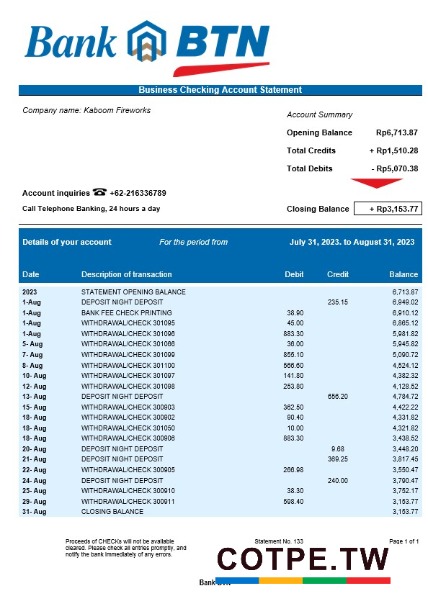 Bank BTN
Business Checking Account Statement
Company name: Kaboom Fireworks
Account Summary
Opening Balance Rp6,713.87
Total Credits + Rp1,510.28
Total Debits - Rp5,070.38
Account inquiries ☎ +62-216336789
Call Telephone Banking, 24 hours a day
Closing Balance + Rp3,153.77
Details of your account For the period from July 31, 2023. to August 31, 2023
Date Description of transaction Debit Credit Balance
2023 STATEMENT OPENING BALANCE 6,713.87
1-Aug DEPOSIT NIGHT DEPOSIT 235.15 6,949.02
1-Aug BANK FEE CHECK PRINTING 38.90 6,910.12
1-Aug WITHDRAWAL/CHECK 301095 45.00 6,865.12
1-Aug WITHDRAWAL/CHECK 301096 883.30 5,981.82
5- Aug WITHDRAWAL/CHECK 301066 36.00 5,945.82
7- Aug WITHDRAWAL/CHECK 301099 855.10 5,090.72
8- Aug WITHDRAWAL/CHECK 301100 566.60 4,524.12
10- Aug WITHDRAWAL/CHECK 301097 141.80 4,382.32
12- Aug WITHDRAWAL/CHECK 301098 253.80 4,128.52
13- Aug DEPOSIT NIGHT DEPOSIT 656.20 4,784.72
15- Aug WITHDRAWAL/CHECK 300903 362.50 4,422.22
18- Aug WITHDRAWAL/CHECK 300902 90.40 4,331.82
18- Aug WITHDRAWAL/CHECK 301050 10.00 4,321.82
18- Aug WITHDRAWAL/CHECK 300906 883.30 3,438.52
20- Aug DEPOSIT NIGHT DEPOSIT 9.68 3,448.20
21- Aug DEPOSIT NIGHT DEPOSIT 369.25 3,817.45
22- Aug WITHDRAWAL/CHECK 300905 266.98 3,550.47
24- Aug DEPOSIT NIGHT DEPOSIT 240.00 3,790.47
25- Aug WITHDRAWAL/CHECK 300910 38.30 3,752.17
29- Aug WITHDRAWAL/CHECK 300911 598.40 3,153.77
31- Aug CLOSING BALANCE 3,153.77
Proceeds of CHECKs will not be available
cleared. Please check all entries promptly, and
notify the bank immediately of any errors.
Statement No. 133
Page 1 of 1
COTPE.TW
Bank BTN